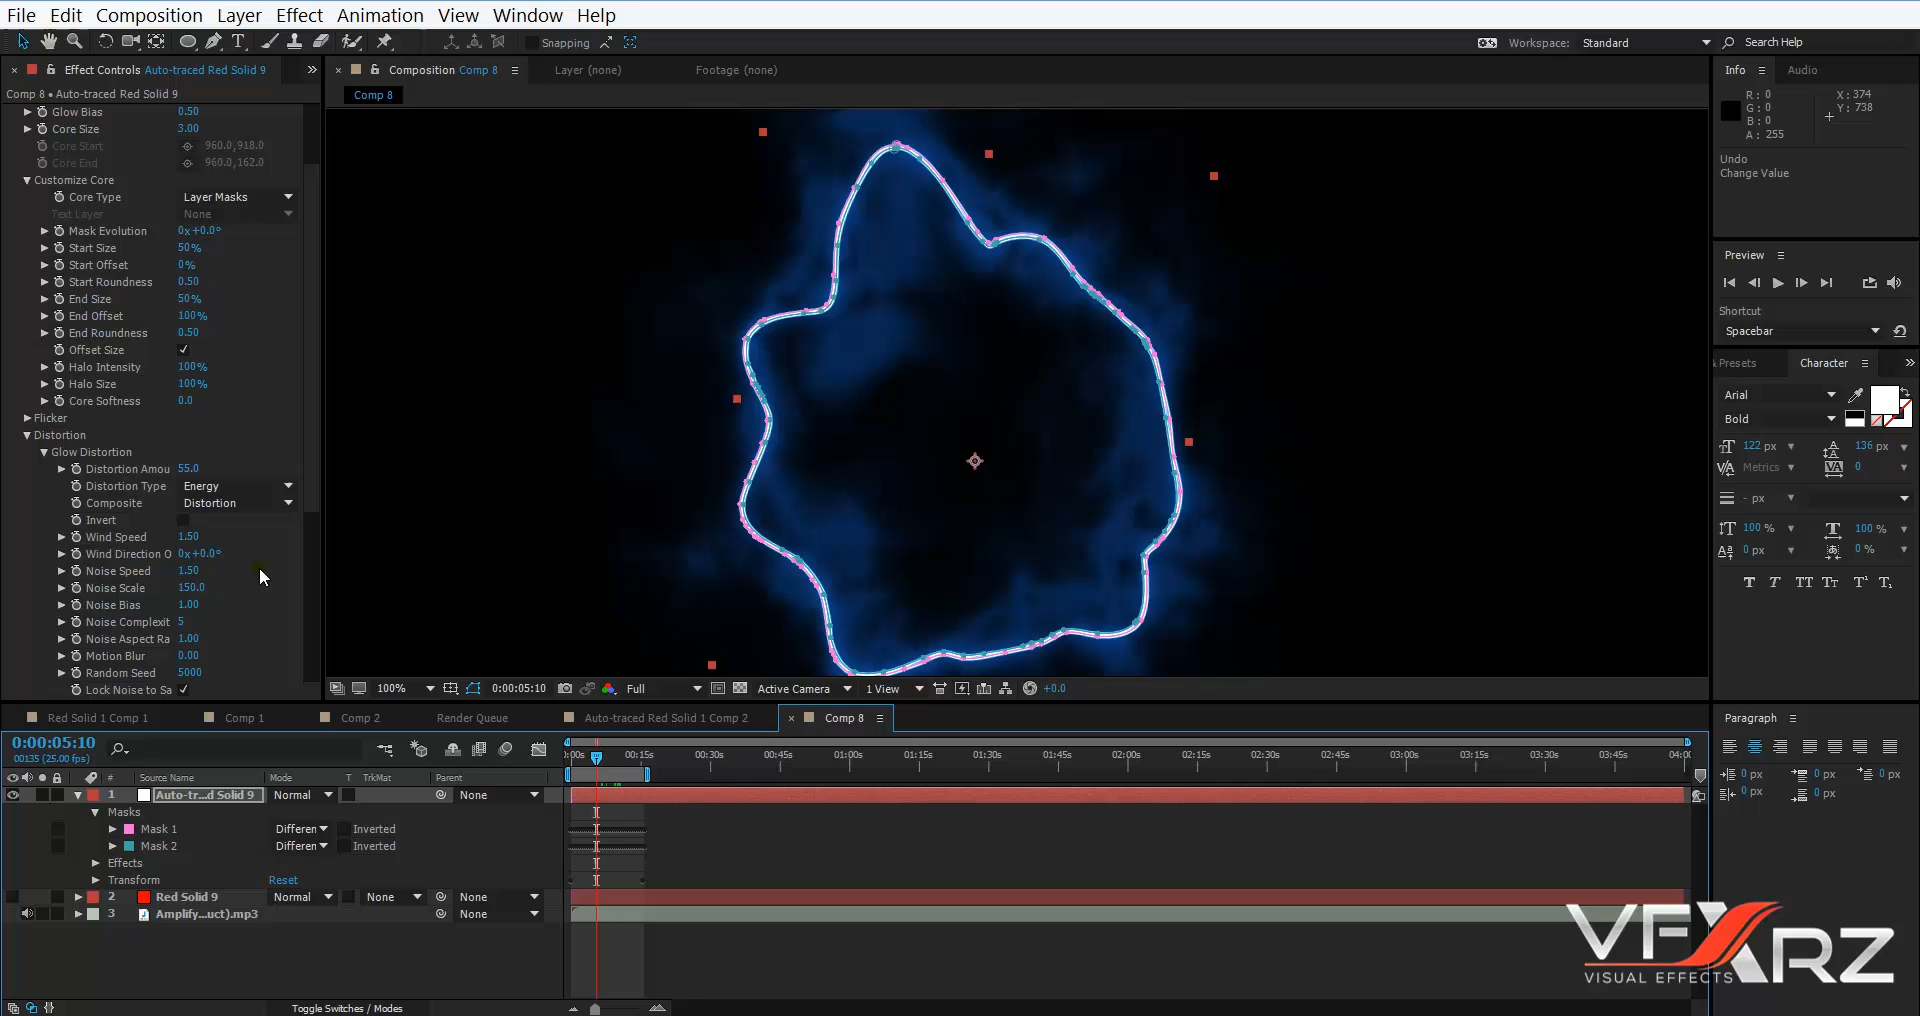 File Edit Composition Layer Effect Animation View Window Help
Snapping
Workspace: Standard
Search Help
Effect Controls Auto-traced Red Solid 9
Comp 8 • Auto-traced Red Solid 9
Glow Bias 0.50
Core Size 3.00
Core Start 960.0,918.0
Core End 960.0,162.0
Customize Core
Core Type Layer Masks
Text Layer None
Mask Evolution 0x+0.0°
Start Size 50%
Start Offset 0%
Start Roundness 0.50
End Size 50%
End Offset 100%
End Roundness 0.50
Offset Size
Halo Intensity 100%
Halo Size 100%
Core Softness 0.0
Flicker
Distortion
Glow Distortion
Distortion Amou 55.0
Distortion Type Energy
Composite Distortion
Invert
Wind Speed 1.50
Wind Direction O 0x+0.0°
Noise Speed 1.50
Noise Scale 150.0
Noise Bias 1.00
Noise Complexit 5
Noise Aspect Ra 1.00
Motion Blur 0.00
Random Seed 5000
Lock Noise to Sa
Composition Comp 8
Layer (none)
Footage (none)
Comp 8
100% 0:00:05:10 Full Active Camera 1 View +0.0
Info Audio
R: 0 X: 374
G: 0 Y: 738
B: 0
A: 255
Undo
Change Value
Preview
Shortcut
Spacebar
Presets Character
Arial
Bold
122 px 136 px
Metrics 0
- px
100 % 100 %
0 px 0 %
T T TT Tt T¹ T₁
Paragraph
0 px 0 px 0 px
0 px 0 px
Red Solid 1 Comp 1
Comp 1
Comp 2
Render Queue
Auto-traced Red Solid 1 Comp 2
Comp 8
0:00:05:10
00135 (25.00 fps)
:00s 00:15s 00:30s 00:45s 01:00s 01:15s 01:30s 01:45s 02:00s 02:15s 02:30s 02:45s 03:00s 03:15s 03:30s 03:45s 04:00
# Source Name Mode T TrkMat Parent
1 Auto-tr...d Solid 9 Normal None
Masks
Mask 1 Differen Inverted
Mask 2 Differen Inverted
Effects
Transform Reset
2 Red Solid 9 Normal None None
3 Amplify...uct).mp3 None
Toggle Switches / Modes
VFXARZ
VISUAL EFFECTS